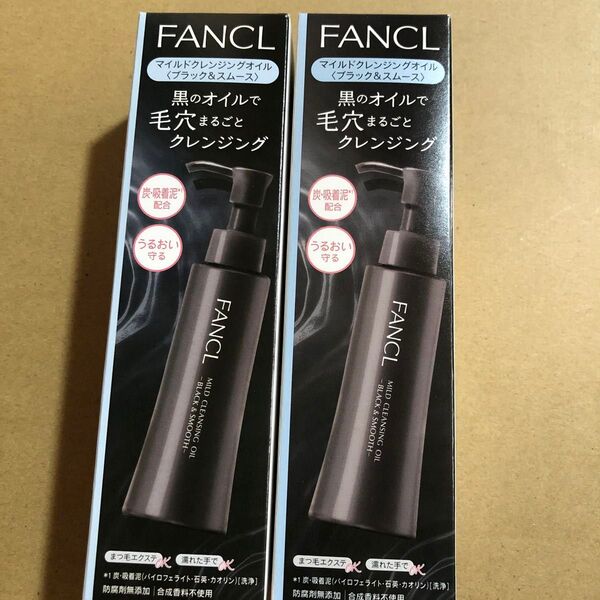 FANCL
マイルドクレンジングオイル
〈ブラック&スムース〉
黒のオイルで
毛穴まるごと
クレンジング
炭・吸着泥*1
配合
うるおい
守る
FANCL
MILD CLEANSING OIL
-BLACK & SMOOTH-
まつ毛エクステOK
濡れた手でOK
*1 炭・吸着泥(パイロフェライト・石英・カオリン)[洗浄]
防腐剤無添加 合成香料不使用
FANCL
マイルドクレンジングオイル
〈ブラック&スムース〉
黒のオイルで
毛穴まるごと
クレンジング
炭・吸着泥*1
配合
うるおい
守る
FANCL
MILD CLEANSING OIL
-BLACK & SMOOTH-
まつ毛エクステOK
濡れた手でOK
*1 炭・吸着泥(パイロフェライト・石英・カオリン)[洗浄]
防腐剤無添加 合成香料不使用